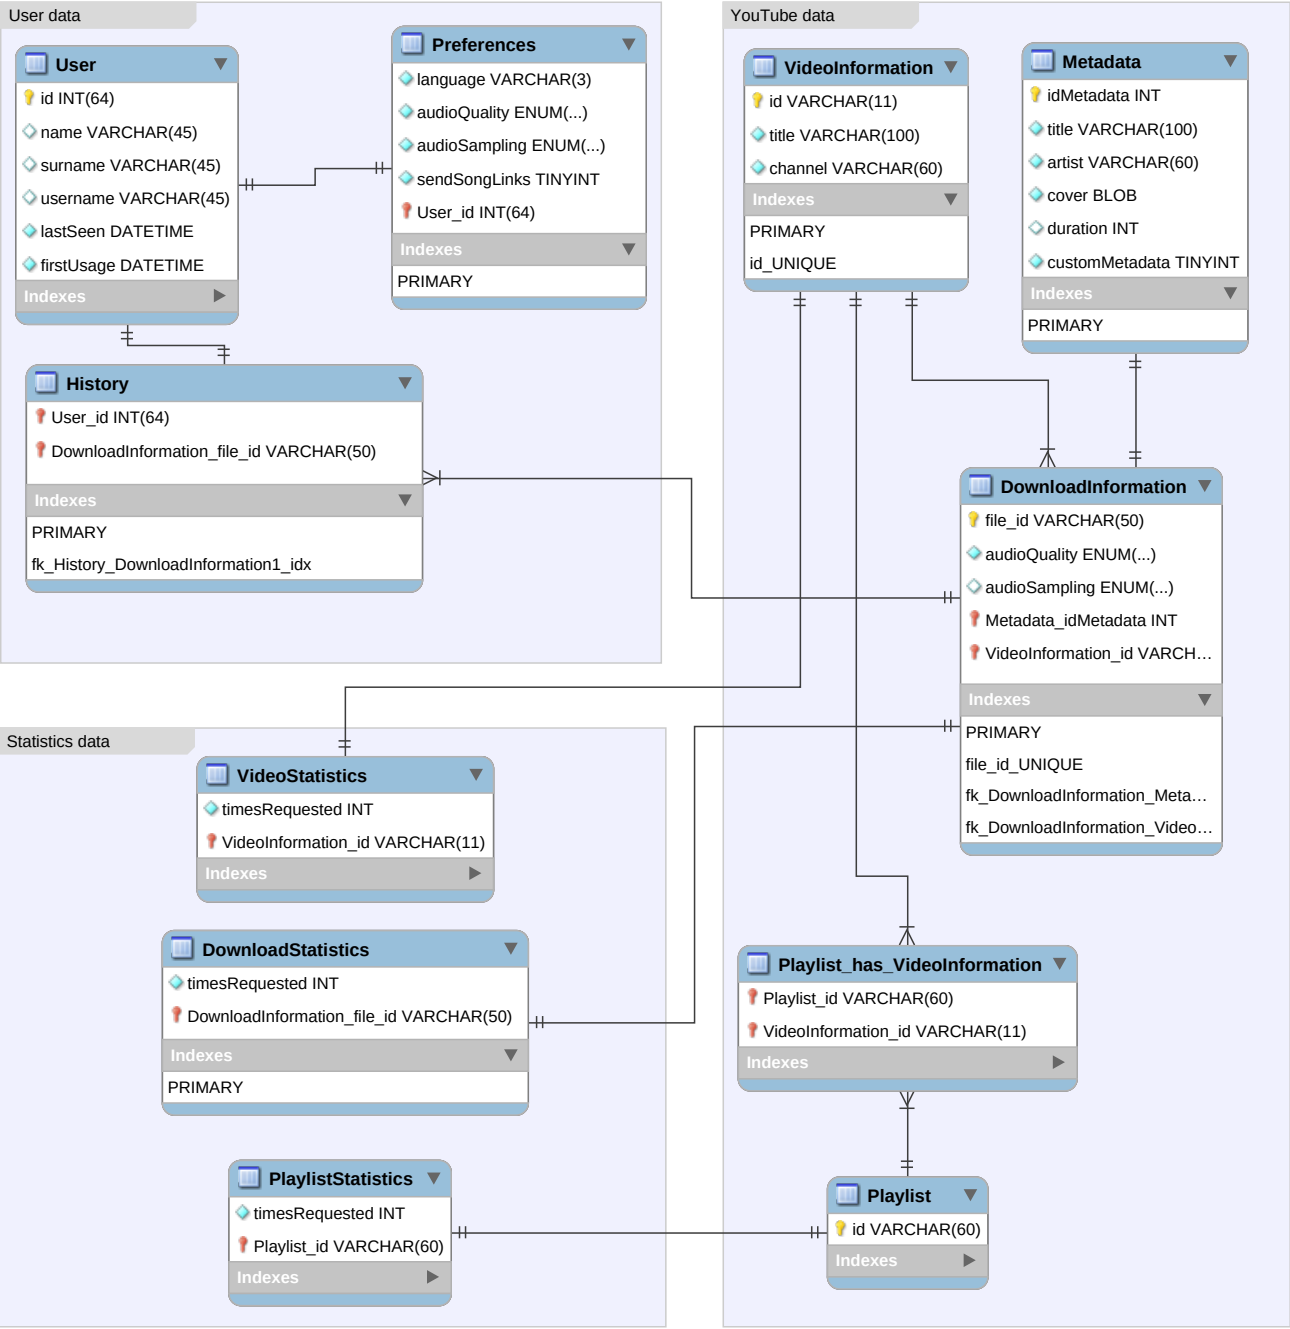 User data
User
id INT(64)
name VARCHAR(45)
surname VARCHAR(45)
username VARCHAR(45)
lastSeen DATETIME
firstUsage DATETIME
Indexes
Preferences
language VARCHAR(3)
audioQuality ENUM(...)
audioSampling ENUM(...)
sendSongLinks TINYINT
User_id INT(64)
Indexes
PRIMARY
History
User_id INT(64)
DownloadInformation_file_id VARCHAR(50)
Indexes
PRIMARY
fk_History_DownloadInformation1_idx
YouTube data
VideoInformation
id VARCHAR(11)
title VARCHAR(100)
channel VARCHAR(60)
Indexes
PRIMARY
id_UNIQUE
Metadata
idMetadata INT
title VARCHAR(100)
artist VARCHAR(60)
cover BLOB
duration INT
customMetadata TINYINT
Indexes
PRIMARY
DownloadInformation
file_id VARCHAR(50)
audioQuality ENUM(...)
audioSampling ENUM(...)
Metadata_idMetadata INT
VideoInformation_id VARCH...
Indexes
PRIMARY
file_id_UNIQUE
fk_DownloadInformation_Meta...
fk_DownloadInformation_Video...
Playlist_has_VideoInformation
Playlist_id VARCHAR(60)
VideoInformation_id VARCHAR(11)
Indexes
Playlist
id VARCHAR(60)
Indexes
Statistics data
VideoStatistics
timesRequested INT
VideoInformation_id VARCHAR(11)
Indexes
DownloadStatistics
timesRequested INT
DownloadInformation_file_id VARCHAR(50)
Indexes
PRIMARY
PlaylistStatistics
timesRequested INT
Playlist_id VARCHAR(60)
Indexes